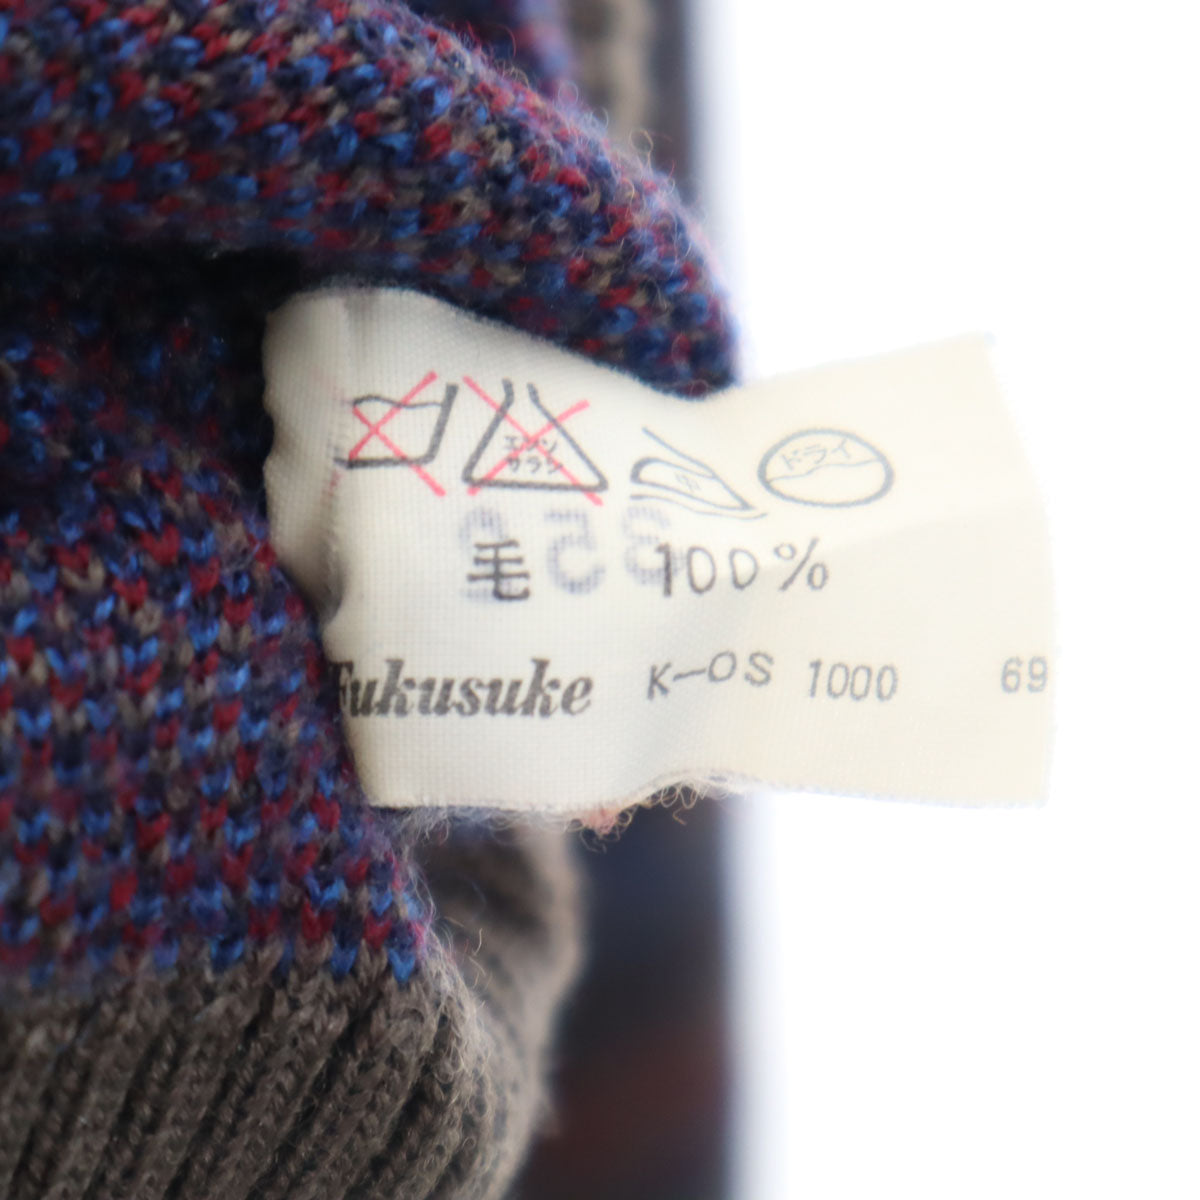 エンソ
サラシ
中
ドライ
毛 100%
Fukusuke K-OS 1000 69